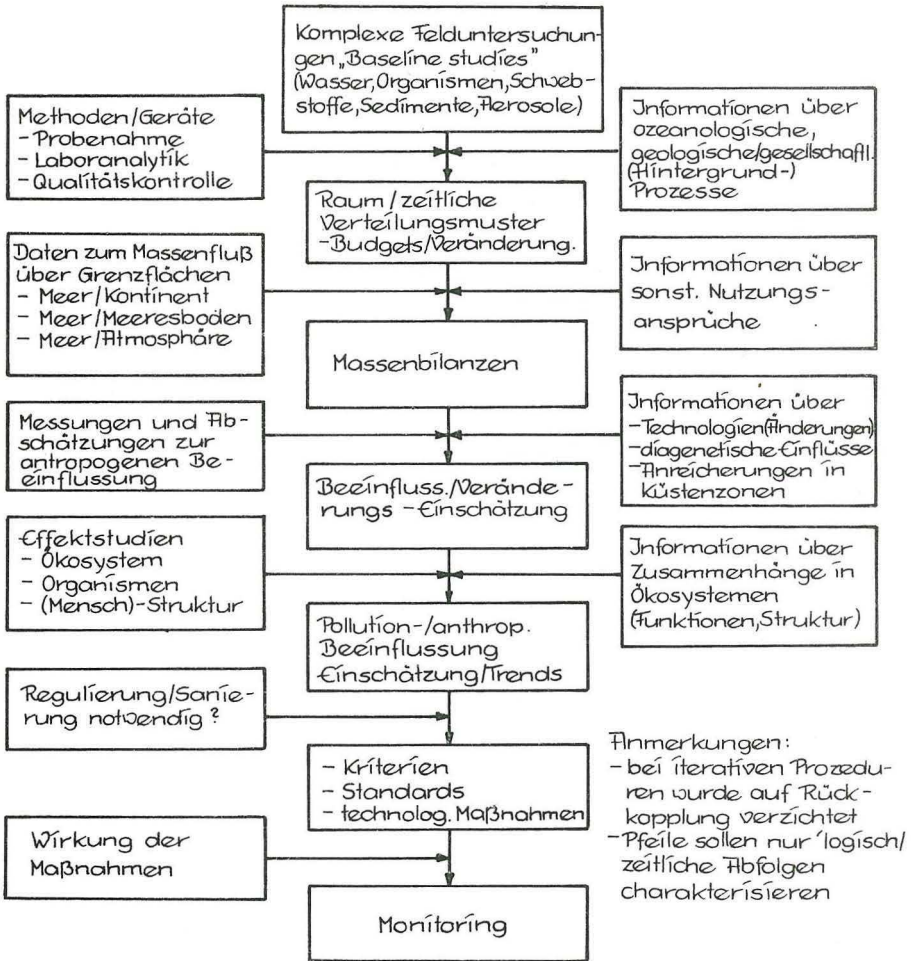 Komplexe Felduntersuchun-
gen „Baseline studies"
(Wasser, Organismen, Schweb-
stoffe, Sedimente, Aerosole)
Methoden/Geräte
- Probenahme
- Laboranalytik
- Qualitätskontrolle
Informationen über
ozeanologische,
geologische/gesellschaftl.
(Hintergrund-)
Prozesse
Raum/zeitliche
Verteilungsmuster
-Budgets/Veränderung.
Daten zum Massenfluß
über Grenzflächen
- Meer/Kontinent
- Meer/Meeresboden
- Meer/Atmosphäre
Informationen über
sonst. Nutzungs-
ansprüche
Massenbilanzen
Messungen und Ab-
schätzungen zur
antropogenen Be-
einflussung
Informationen über
-Technologien(Änderungen)
-diagenetische Einflüsse
-Anreicherungen in
Küstenzonen
Beeinfluss./Verände-
rungs -Einschätzung
Effektstudien
- Ökosystem
- Organismen
- (Mensch)-Struktur
Informationen über
Zusammenhänge in
Ökosystemen
(Funktionen, Struktur)
Pollution-/anthrop.
Beeinflussung
Einschätzung/Trends
Regulierung/Sanie-
rung notwendig?
- Kriterien
- Standards
- technolog. Maßnahmen
Anmerkungen:
- bei iterativen Prozedu-
ren wurde auf Rück-
kopplung verzichtet
-Pfeile sollen nur 'logisch/
zeitliche Abfolgen
charakterisieren
Wirkung der
Maßnahmen
Monitoring